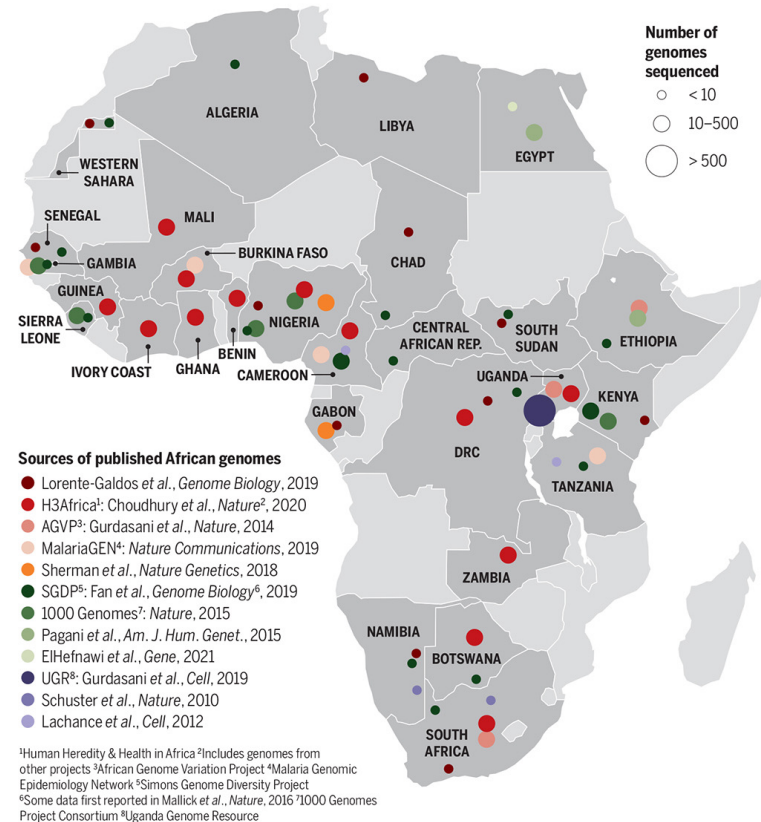 Number of
genomes
sequenced
< 10
10–500
> 500
ALGERIA
LIBYA
EGYPT
WESTERN
SAHARA
SENEGAL
MALI
GAMBIA
BURKINA FASO
CHAD
GUINEA
SIERRA
LEONE
NIGERIA
CENTRAL
AFRICAN REP.
SOUTH
SUDAN
ETHIOPIA
IVORY COAST
GHANA
BENIN
CAMEROON
UGANDA
KENYA
GABON
DRC
TANZANIA
ZAMBIA
NAMIBIA
BOTSWANA
SOUTH
AFRICA
Sources of published African genomes
Lorente-Galdos et al., Genome Biology, 2019
H3Africa¹: Choudhury et al., Nature², 2020
AGVP³: Gurdasani et al., Nature, 2014
MalariaGEN⁴: Nature Communications, 2019
Sherman et al., Nature Genetics, 2018
SGDP⁵: Fan et al., Genome Biology⁶, 2019
1000 Genomes⁷: Nature, 2015
Pagani et al., Am. J. Hum. Genet., 2015
ElHefnawi et al., Gene, 2021
UGR⁸: Gurdasani et al., Cell, 2019
Schuster et al., Nature, 2010
Lachance et al., Cell, 2012
¹Human Heredity & Health in Africa ²Includes genomes from
other projects ³African Genome Variation Project ⁴Malaria Genomic
Epidemiology Network ⁵Simons Genome Diversity Project
⁶Some data first reported in Mallick et al., Nature, 2016 ⁷1000 Genomes
Project Consortium ⁸Uganda Genome Resource